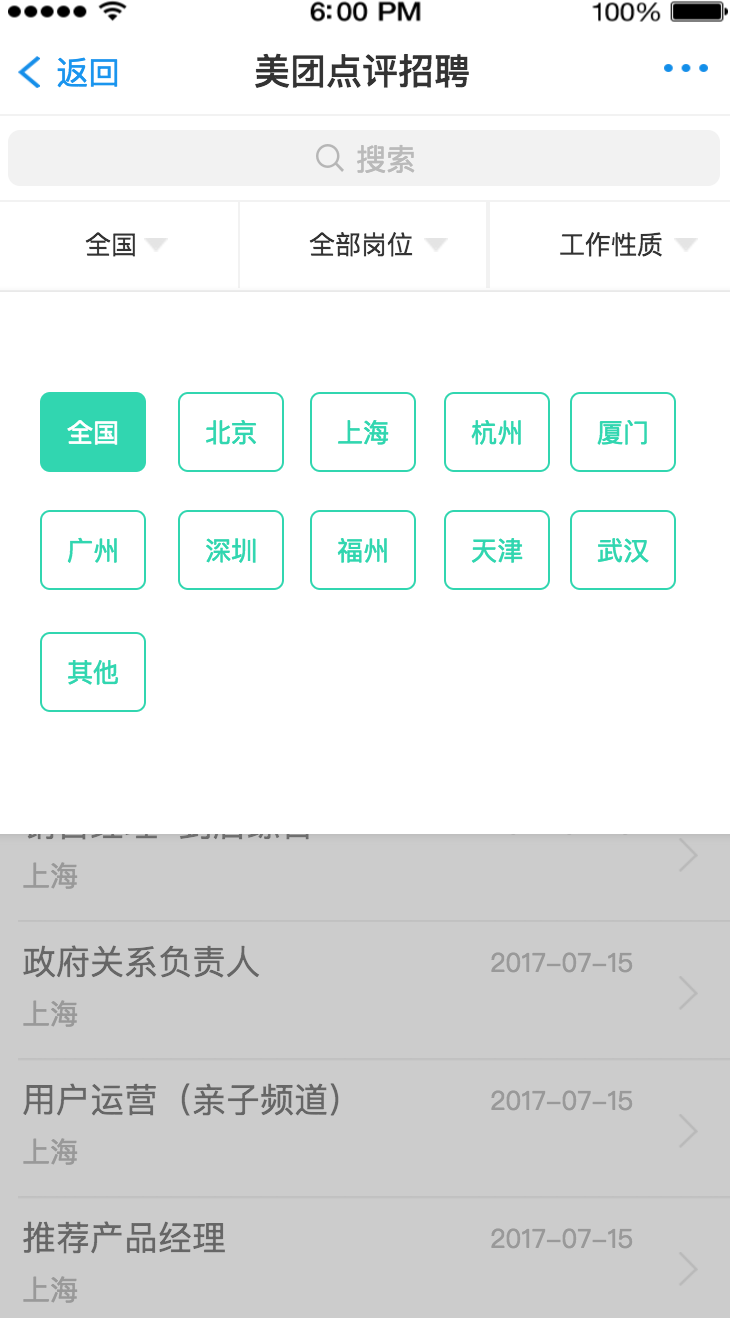 6:00 PM 100%
返回 美团点评招聘
搜索
全国 全部岗位 工作性质
全国 北京 上海 杭州 厦门
广州 深圳 福州 天津 武汉
其他
上海
政府关系负责人 2017-07-15
上海
用户运营（亲子频道） 2017-07-15
上海
推荐产品经理 2017-07-15
上海